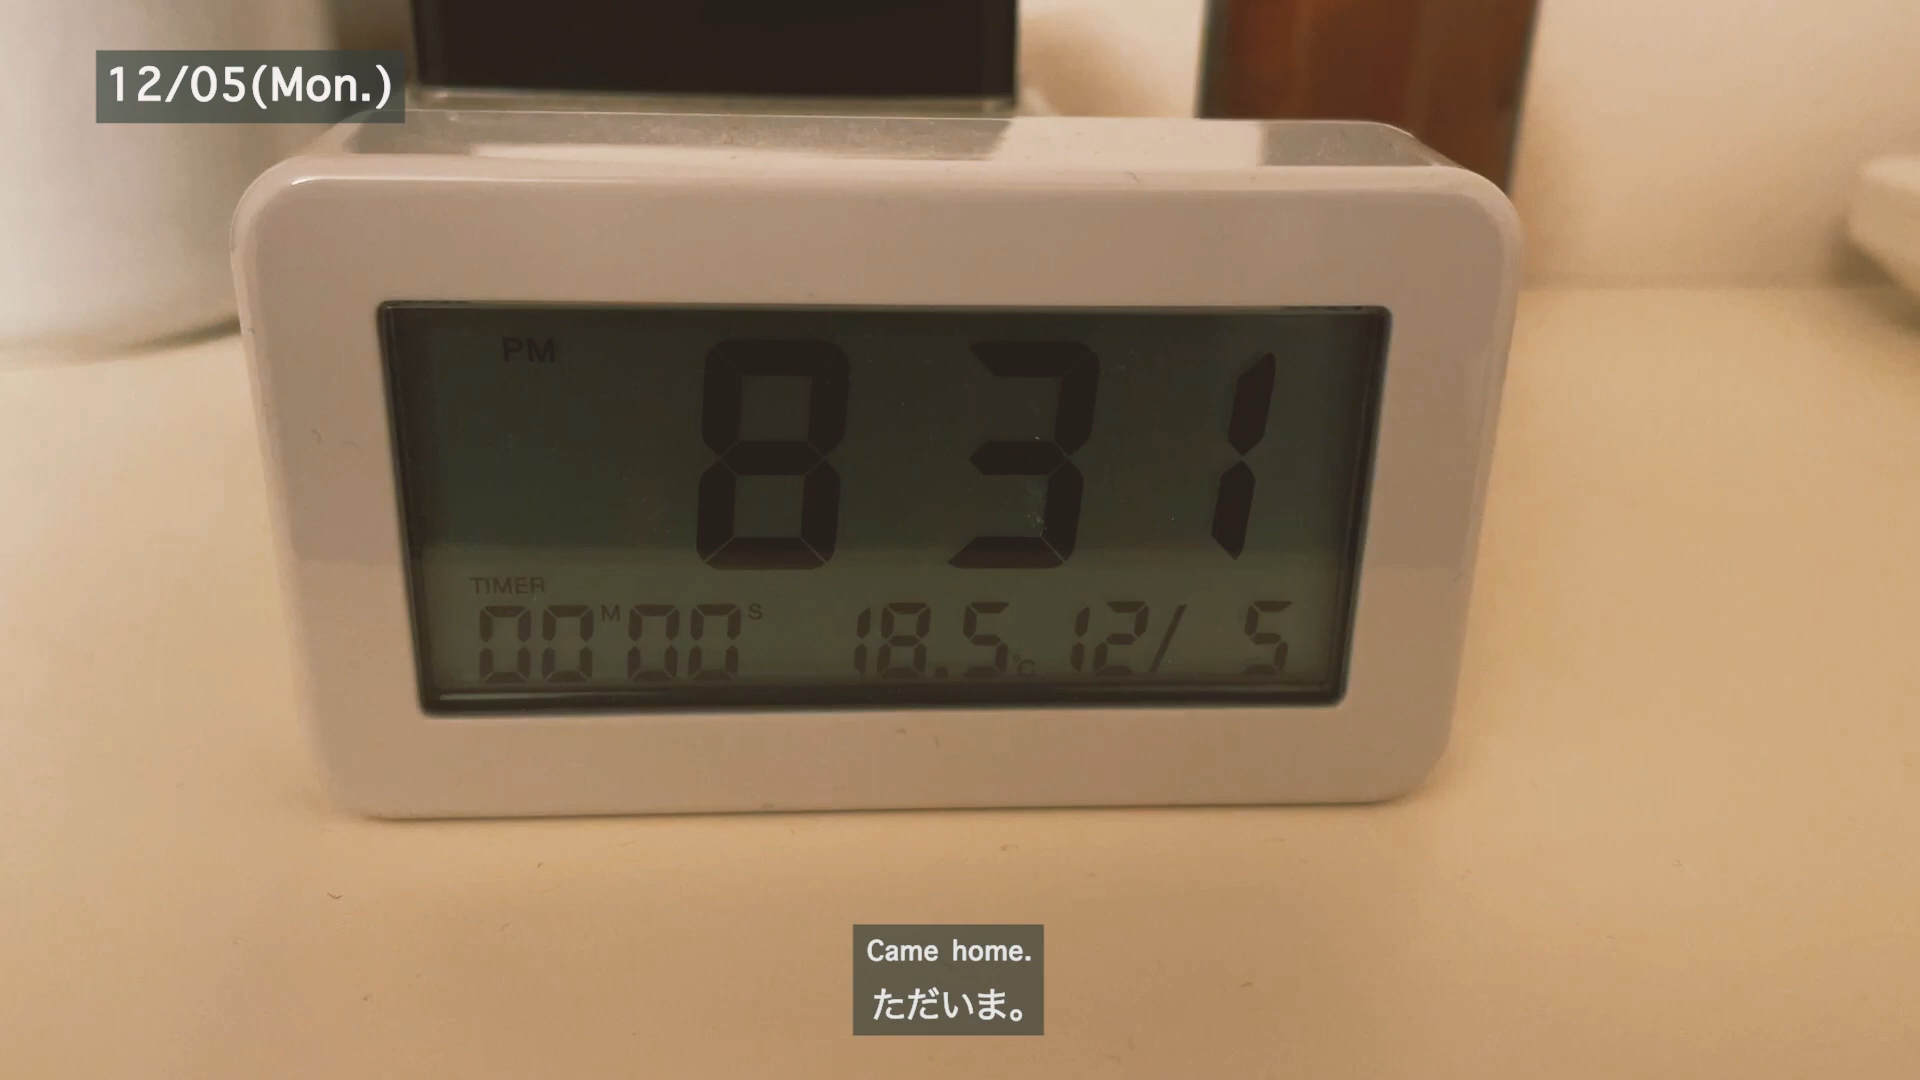 12/05(Mon.)
PM
8 31
TIMER
00M00S 18.5°C 12/ 5
Came home.
ただいま。